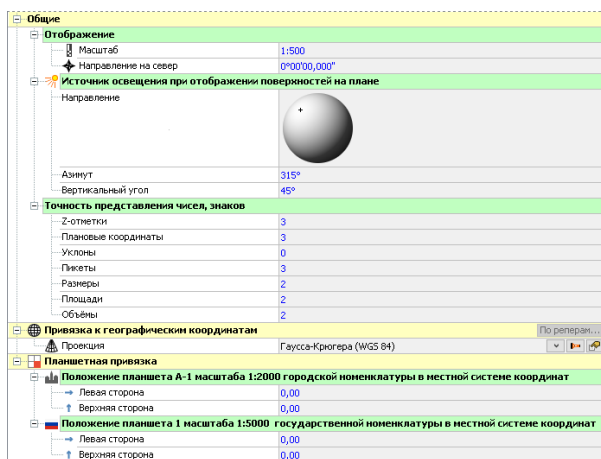 Общие
Отображение
Масштаб 1:500
Направление на север 0°00'00,000"
Источник освещения при отображении поверхностей на плане
Направление
Азимут 315°
Вертикальный угол 45°
Точность представления чисел, знаков
Z-отметки 3
Плановые координаты 3
Уклоны 0
Пикеты 3
Размеры 2
Площади 2
Объёмы 2
Привязка к географическим координатам По реперам...
Проекция Гаусса-Крюгера (WGS 84)
Планшетная привязка
Положение планшета А-1 масштаба 1:2000 городской номенклатуры в местной системе координат
Левая сторона 0,00
Верхняя сторона 0,00
Положение планшета 1 масштаба 1:5000 государственной номенклатуры в местной системе координат
Левая сторона 0,00
Верхняя сторона 0,00